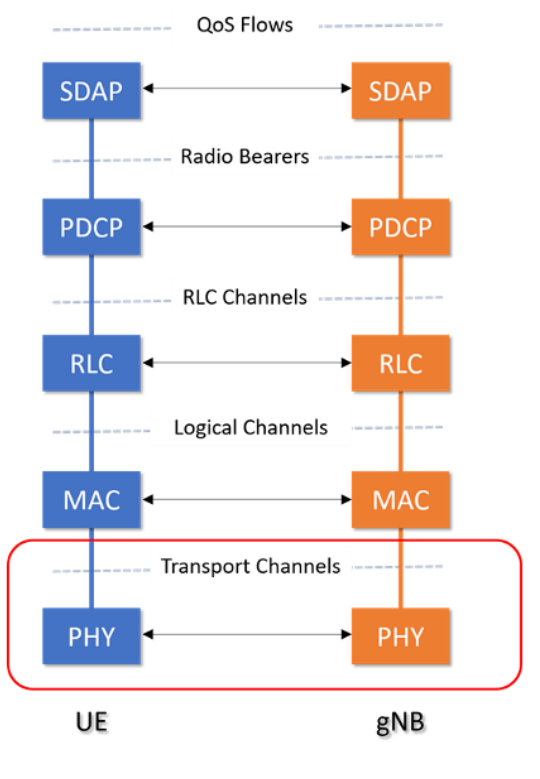 QoS Flows
SDAP SDAP
Radio Bearers
PDCP PDCP
RLC Channels
RLC RLC
Logical Channels
MAC MAC
Transport Channels
PHY PHY
UE gNB